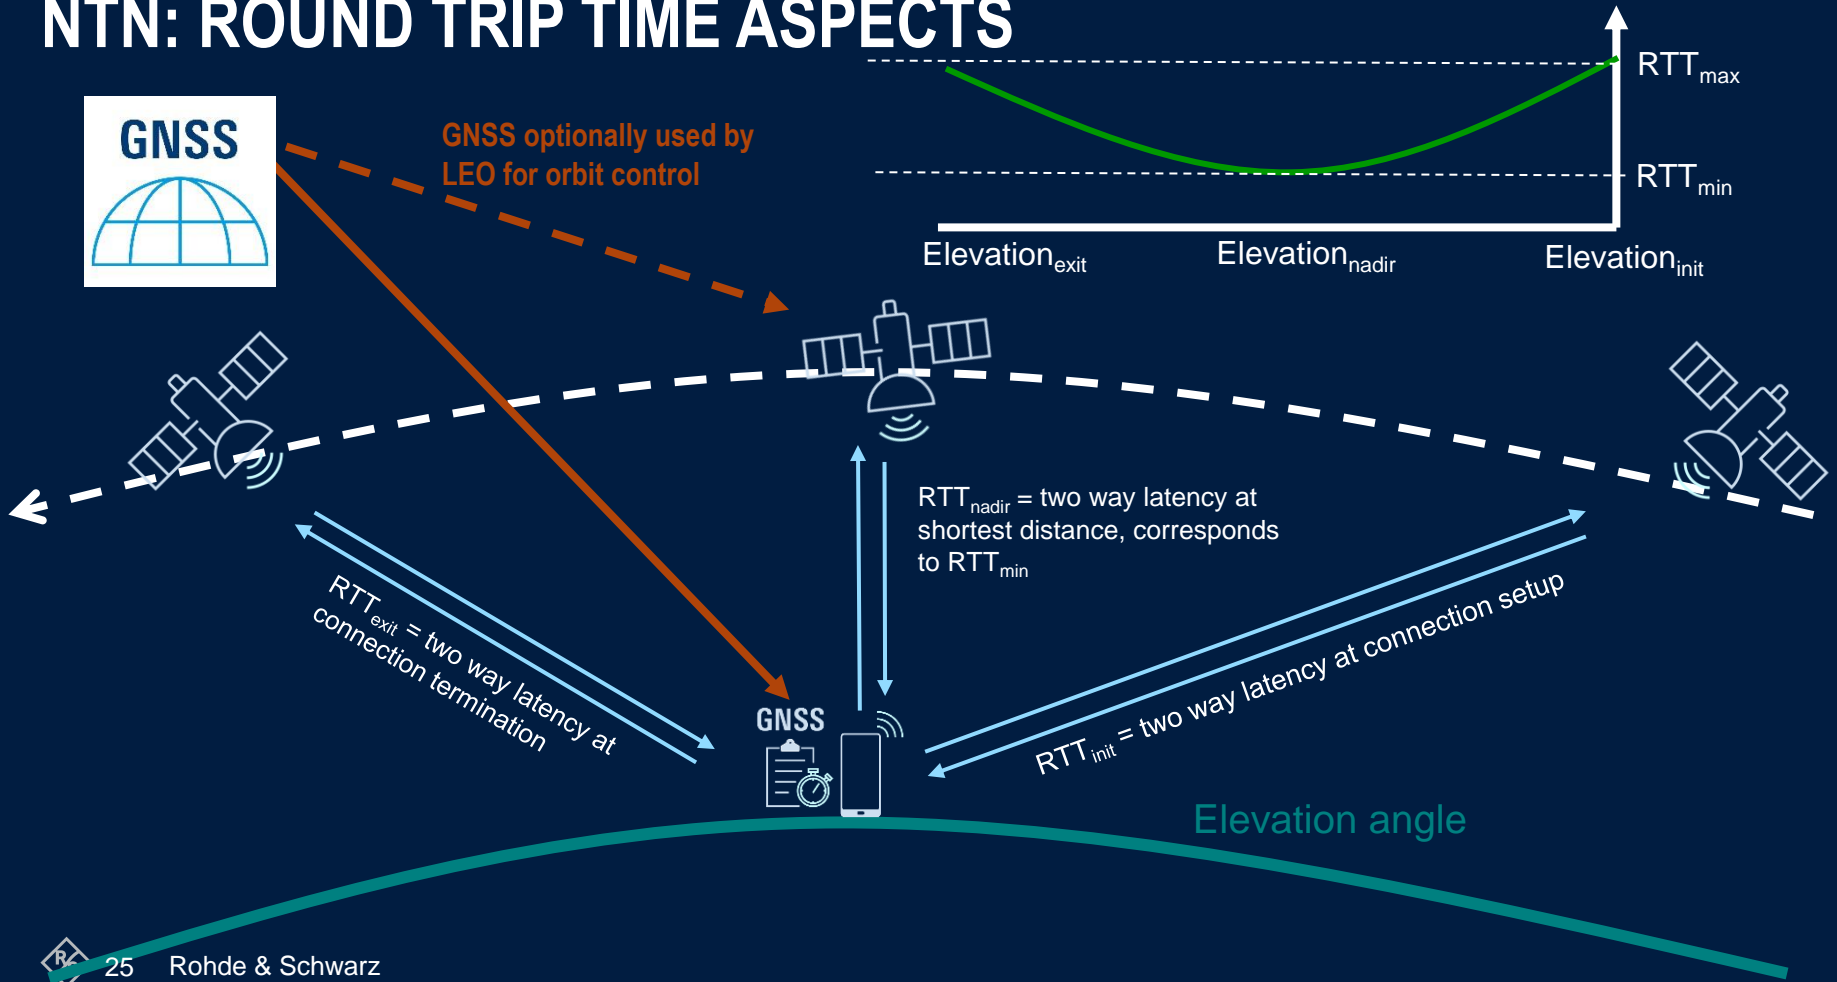 NTN: ROUND TRIP TIME ASPECTS
RTTmax
GNSS
GNSS optionally used by
LEO for orbit control
RTTmin
Elevationexit
Elevationnadir
Elevationinit
RTTnadir = two way latency at
shortest distance, corresponds
to RTTmin
RTTexit = two way latency at
connection termination
RTTinit = two way latency at connection setup
GNSS
Elevation angle
25 Rohde & Schwarz